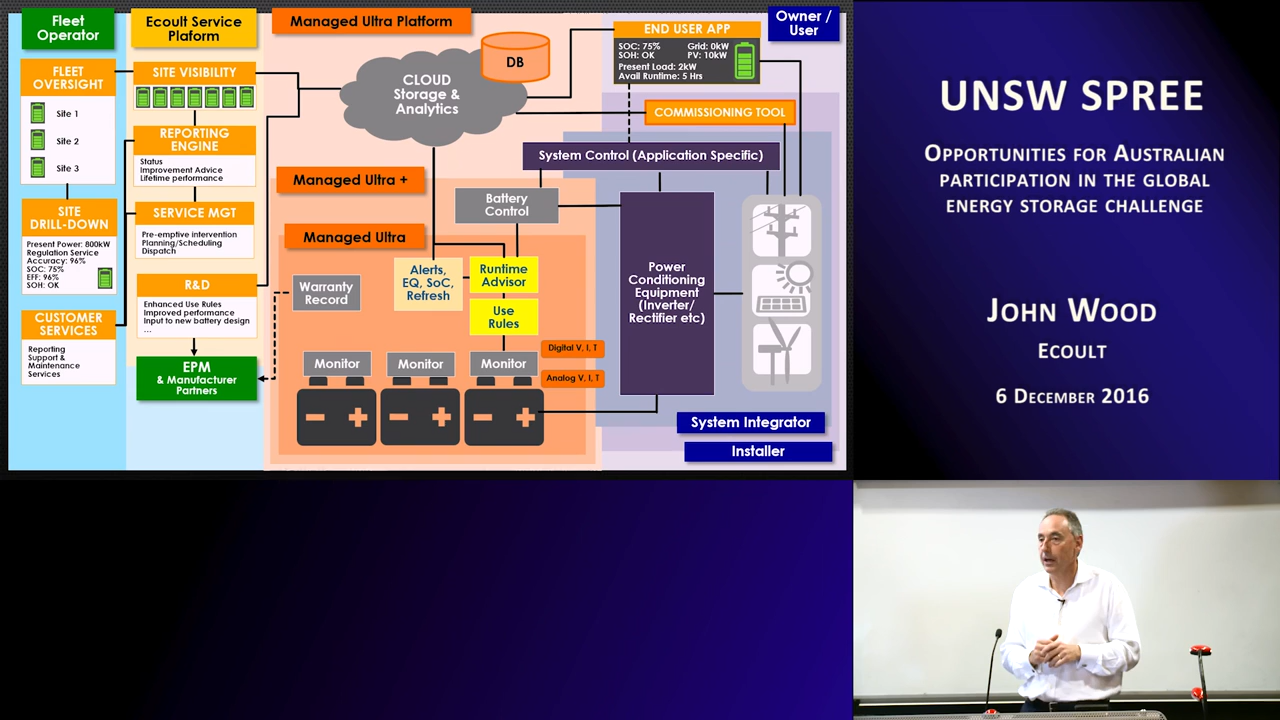 Fleet
Operator
Ecoult Service
Plaform
Managed Ultra Platform
Owner /
User
FLEET
OVERSIGHT
Site 1
Site 2
Site 3
SITE
DRILL-DOWN
Present Power: 800kW
Regulation Service
Accuracy: 96%
SOC: 75%
EFF: 96%
SOH: OK
CUSTOMER
SERVICES
Reporting
Support &
Maintenance
Services
SITE VISIBILITY
REPORTING
ENGINE
Status
Improvement Advice
Lifetime performance
SERVICE MGT
Pre-emptive intervention
Planning/Scheduling
Dispatch
R&D
Enhanced Use Rules
Improved performance
Input to new battery design
...
EPM
& Manufacturer
Partners
CLOUD
Storage &
Analytics
DB
END USER APP
SOC: 75% Grid: 0kW
SOH: OK PV: 10kW
Present Load: 2kW
Avail Runtime: 5 Hrs
COMMISSIONING TOOL
System Control (Application Specific)
Managed Ultra +
Battery
Control
Managed Ultra
Warranty
Record
Alerts,
EQ, SoC,
Refresh
Runtime
Advisor
Use
Rules
Monitor
Monitor
Monitor
Digital V, I, T
Analog V, I, T
Power
Conditioning
Equipment
(Inverter/
Rectifier etc)
System Integrator
Installer
UNSW SPREE
Opportunities for Australian
participation in the global
energy storage challenge
John Wood
Ecoult
6 December 2016